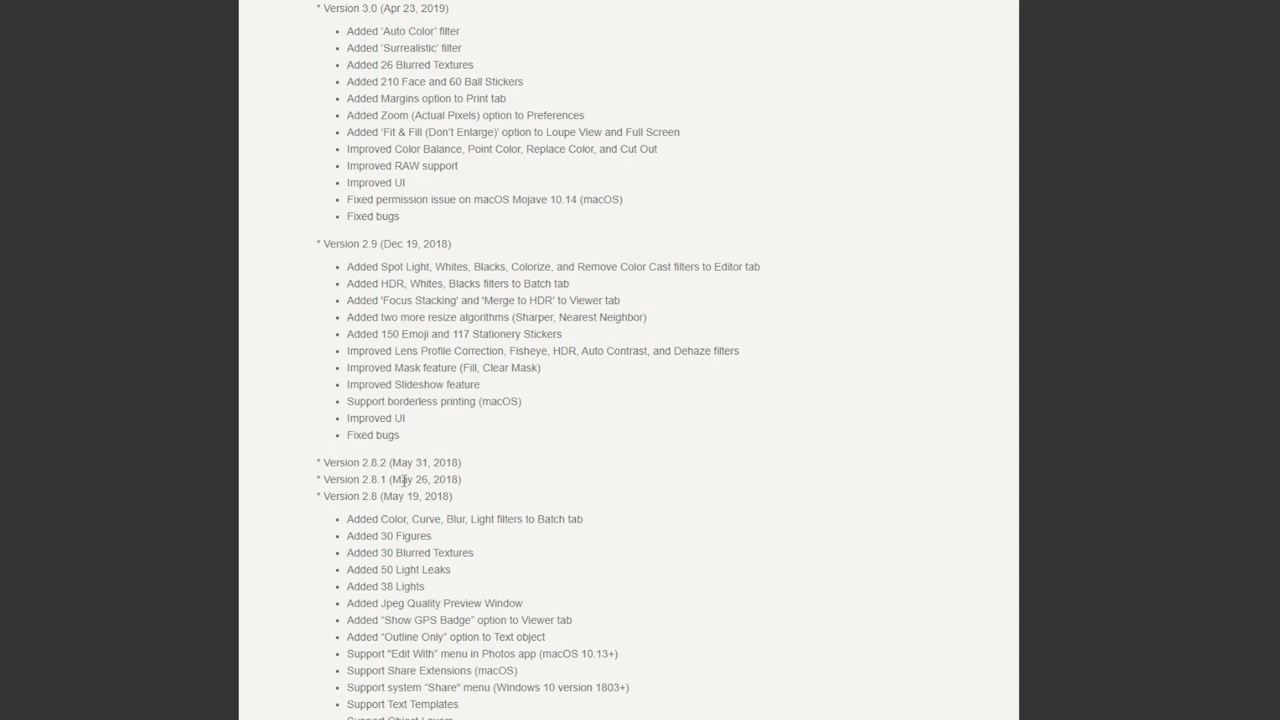 * Version 3.0 (Apr 23, 2019)
• Added ‘Auto Color’ filter
• Added ‘Surrealistic’ filter
• Added 26 Blurred Textures
• Added 210 Face and 60 Ball Stickers
• Added Margins option to Print tab
• Added Zoom (Actual Pixels) option to Preferences
• Added ‘Fit & Fill (Don’t Enlarge)’ option to Loupe View and Full Screen
• Improved Color Balance, Point Color, Replace Color, and Cut Out
• Improved RAW support
• Improved UI
• Fixed permission issue on macOS Mojave 10.14 (macOS)
• Fixed bugs
* Version 2.9 (Dec 19, 2018)
• Added Spot Light, Whites, Blacks, Colorize, and Remove Color Cast filters to Editor tab
• Added HDR, Whites, Blacks filters to Batch tab
• Added 'Focus Stacking' and 'Merge to HDR' to Viewer tab
• Added two more resize algorithms (Sharper, Nearest Neighbor)
• Added 150 Emoji and 117 Stationery Stickers
• Improved Lens Profile Correction, Fisheye, HDR, Auto Contrast, and Dehaze filters
• Improved Mask feature (Fill, Clear Mask)
• Improved Slideshow feature
• Support borderless printing (macOS)
• Improved UI
• Fixed bugs
* Version 2.8.2 (May 31, 2018)
* Version 2.8.1 (May 26, 2018)
* Version 2.8 (May 19, 2018)
• Added Color, Curve, Blur, Light filters to Batch tab
• Added 30 Figures
• Added 30 Blurred Textures
• Added 50 Light Leaks
• Added 38 Lights
• Added Jpeg Quality Preview Window
• Added “Show GPS Badge” option to Viewer tab
• Added “Outline Only” option to Text object
• Support "Edit With” menu in Photos app (macOS 10.13+)
• Support Share Extensions (macOS)
• Support system “Share" menu (Windows 10 version 1803+)
• Support Text Templates
• Support Object Layers